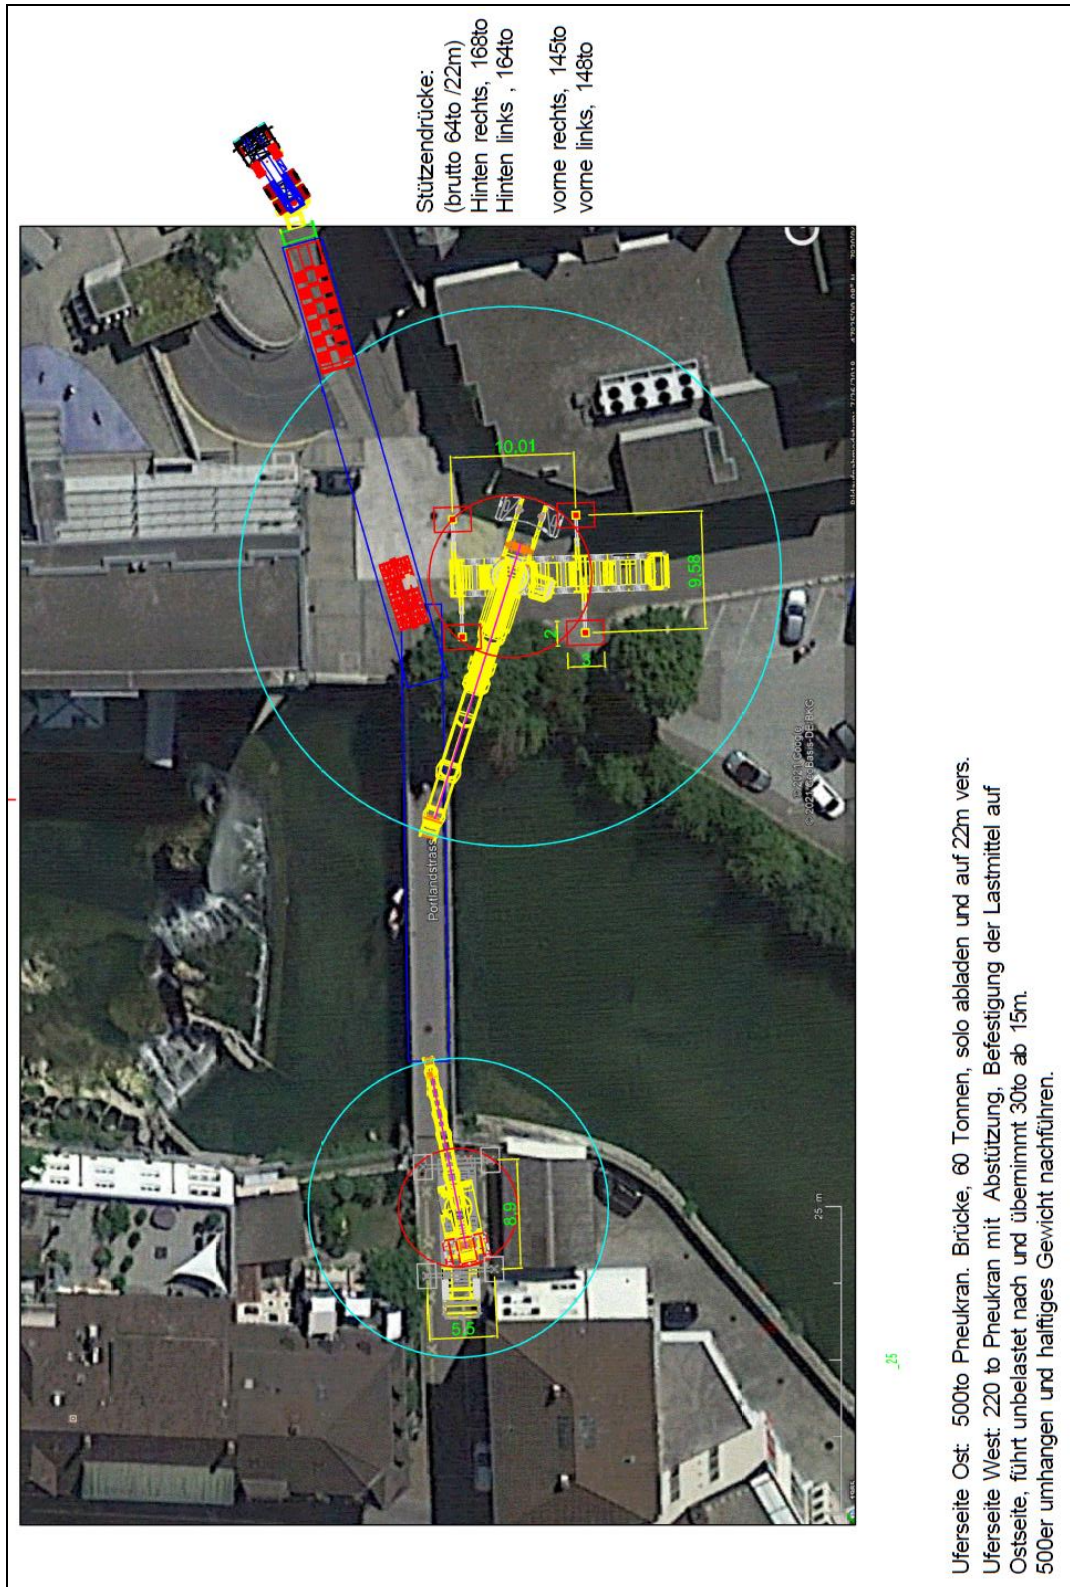 Stützendrücke:
(brutto 64to /22m)
Hinten rechts, 168to
Hinten links , 164to
vorne rechts, 145to
vorne links, 148to
10,01
9,58
2
3
Portlandstrass
8,9
5,5
25 m
_25
© 2021 Google
Uferseite Ost. 500to Pneukran. Brücke, 60 Tonnen, solo abladen und auf 22m vers.
Uferseite West. 220 to Pneukran mit Abstützung, Befestigung der Lastmittel auf
Ostseite, führt unbelastet nach und übernimmt 30to ab 15m.
500er umhangen und halftiges Gewicht nachführen.